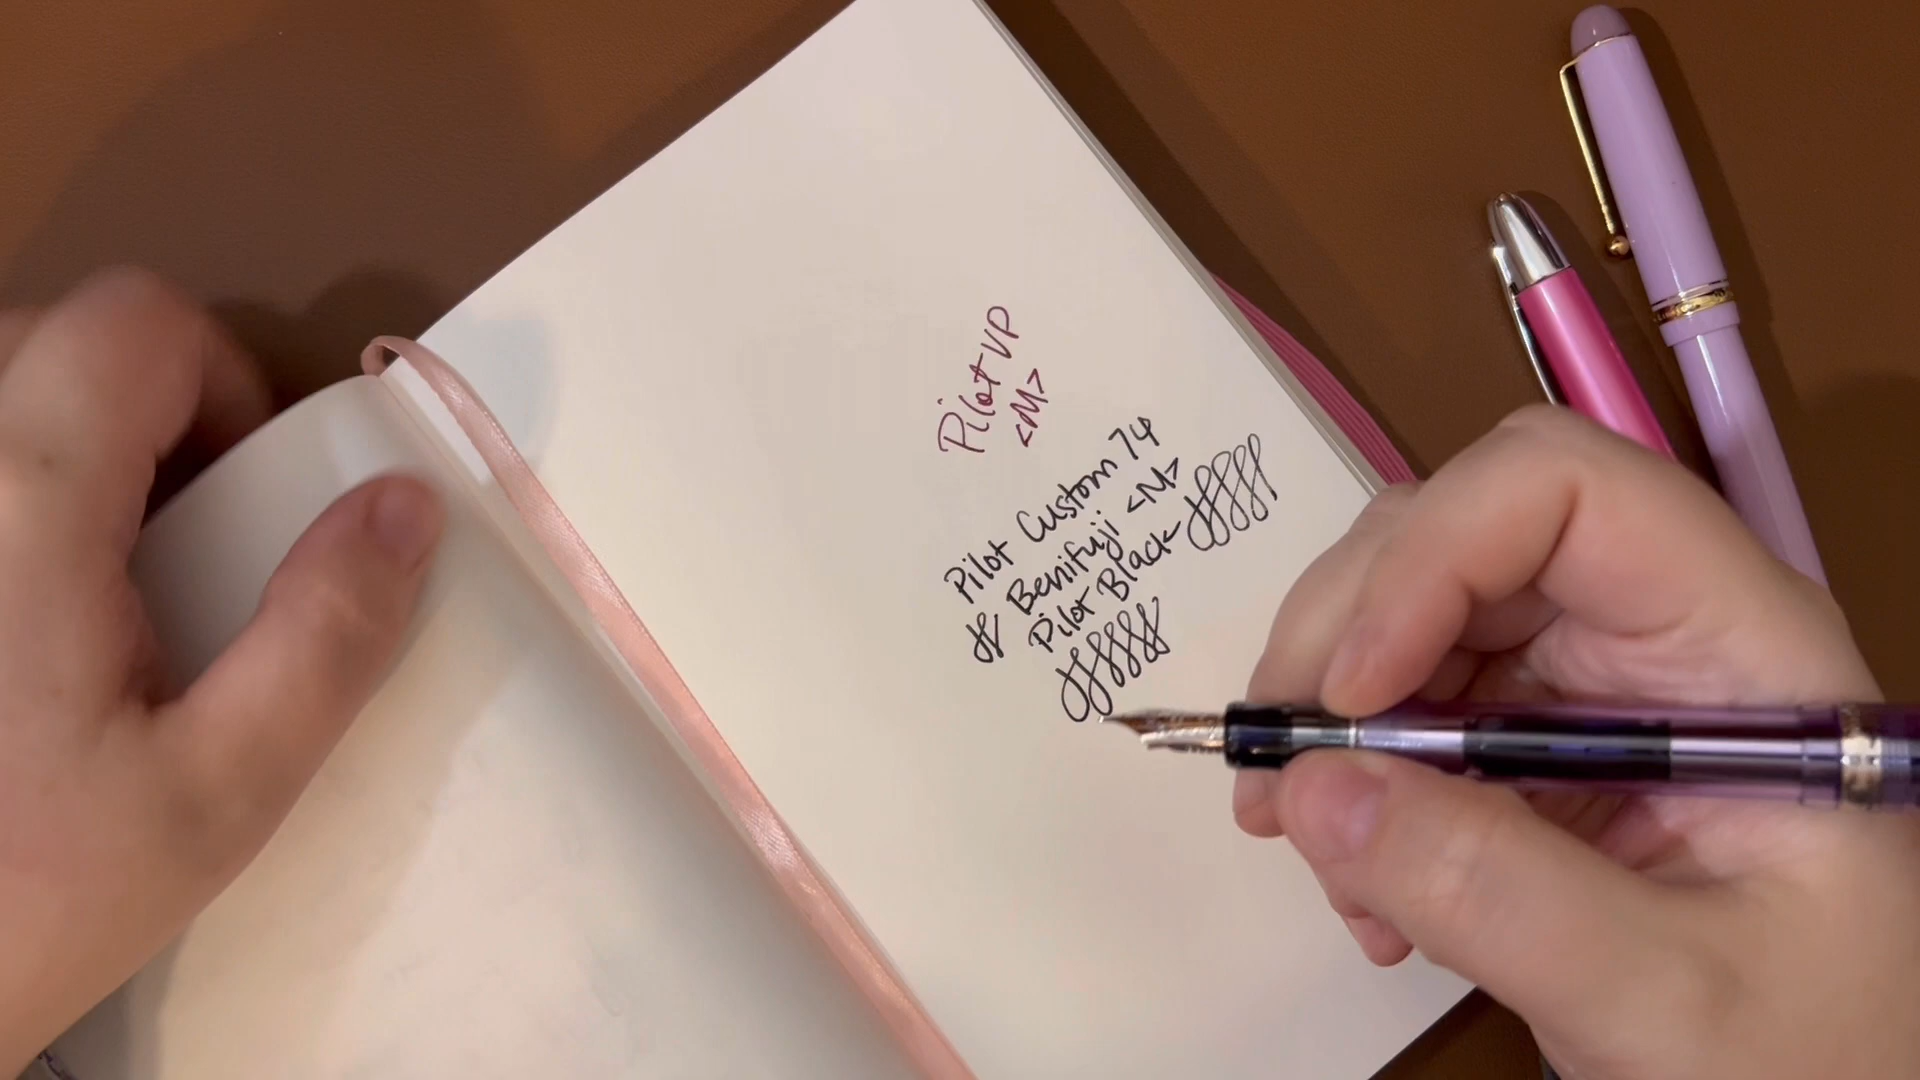 Pilot VP
<M>
Pilot Custom 74
Benifuji <M>
Pilot Black